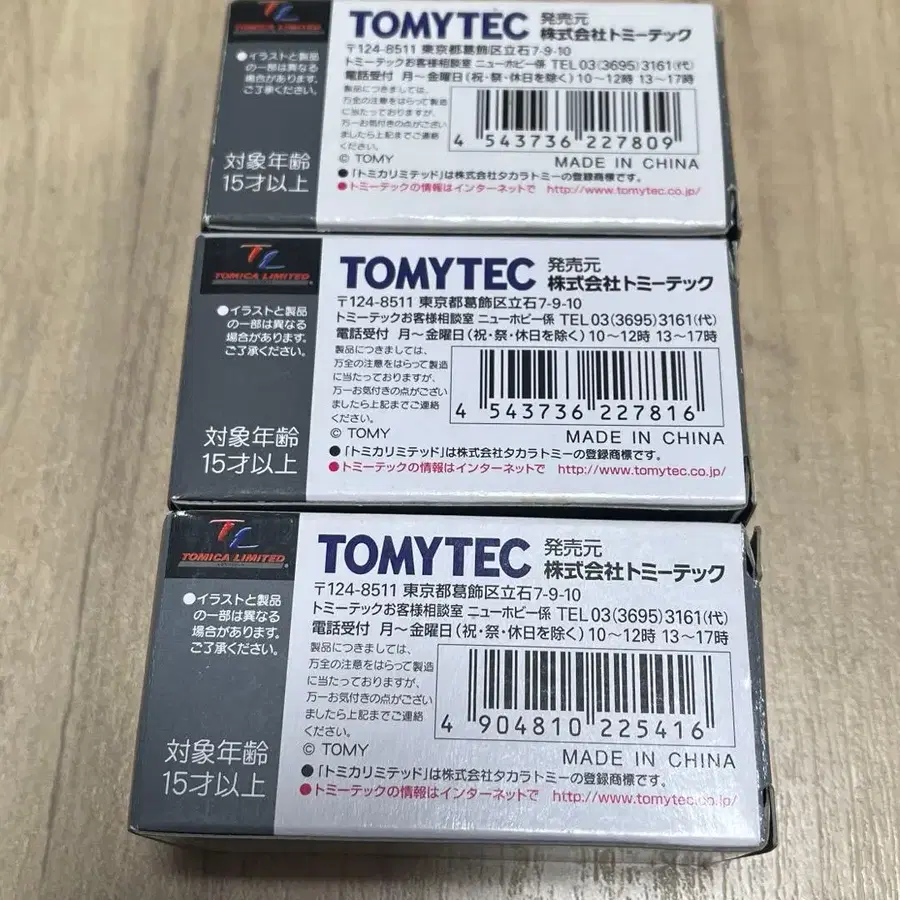 TOMICA LIMITED
●イラストと製品
の一部は異なる
場合があります。
ご了承ください。
対象年齢
15才以上
TOMYTEC 発売元
株式会社トミーテック
〒124-8511 東京都葛飾区立石7-9-10
トミーテックお客様相談室 ニューホビー係 TEL 03(3695)3161(代)
電話受付 月〜金曜日(祝・祭・休日を除く)10〜12時 13〜17時
製品につきましては、
万全の注意をはらって製造
に当たっておりますが、
万一お気付きの点がござい
ましたら上記までご連絡
ください。
4 543736 227809
© TOMY
MADE IN CHINA
●「トミカリミテッド」は株式会社タカラトミーの登録商標です。
●トミーテックの情報はインターネットで http://www.tomytec.co.jp/
TL
TOMICA LIMITED
●イラストと製品
の一部は異なる
場合があります。
ご了承ください。
対象年齢
15才以上
TOMYTEC 発売元
株式会社トミーテック
〒124-8511 東京都葛飾区立石7-9-10
トミーテックお客様相談室 ニューホビー係 TEL 03(3695)3161(代)
電話受付 月〜金曜日(祝・祭・休日を除く)10〜12時 13〜17時
製品につきましては、
万全の注意をはらって製造
に当たっておりますが、
万一お気付きの点がござい
ましたら上記までご連絡
ください。
4 543736 227816
© TOMY
MADE IN CHINA
●「トミカリミテッド」は株式会社タカラトミーの登録商標です。
●トミーテックの情報はインターネットで http://www.tomytec.co.jp/
TL
TOMICA LIMITED
●イラストと製品
の一部は異なる
場合があります。
ご了承ください。
対象年齢
15才以上
TOMYTEC 発売元
株式会社トミーテック
〒124-8511 東京都葛飾区立石7-9-10
トミーテックお客様相談室 ニューホビー係 TEL 03(3695)3161(代)
電話受付 月〜金曜日(祝・祭・休日を除く)10〜12時 13〜17時
製品につきましては、
万全の注意をはらって製造
に当たっておりますが、
万一お気付きの点がござい
ましたら上記までご連絡
ください。
4 904810 225416
© TOMY
MADE IN CHINA
●「トミカリミテッド」は株式会社タカラトミーの登録商標です。
●トミーテックの情報はインターネットで http://www.tomytec.co.jp/